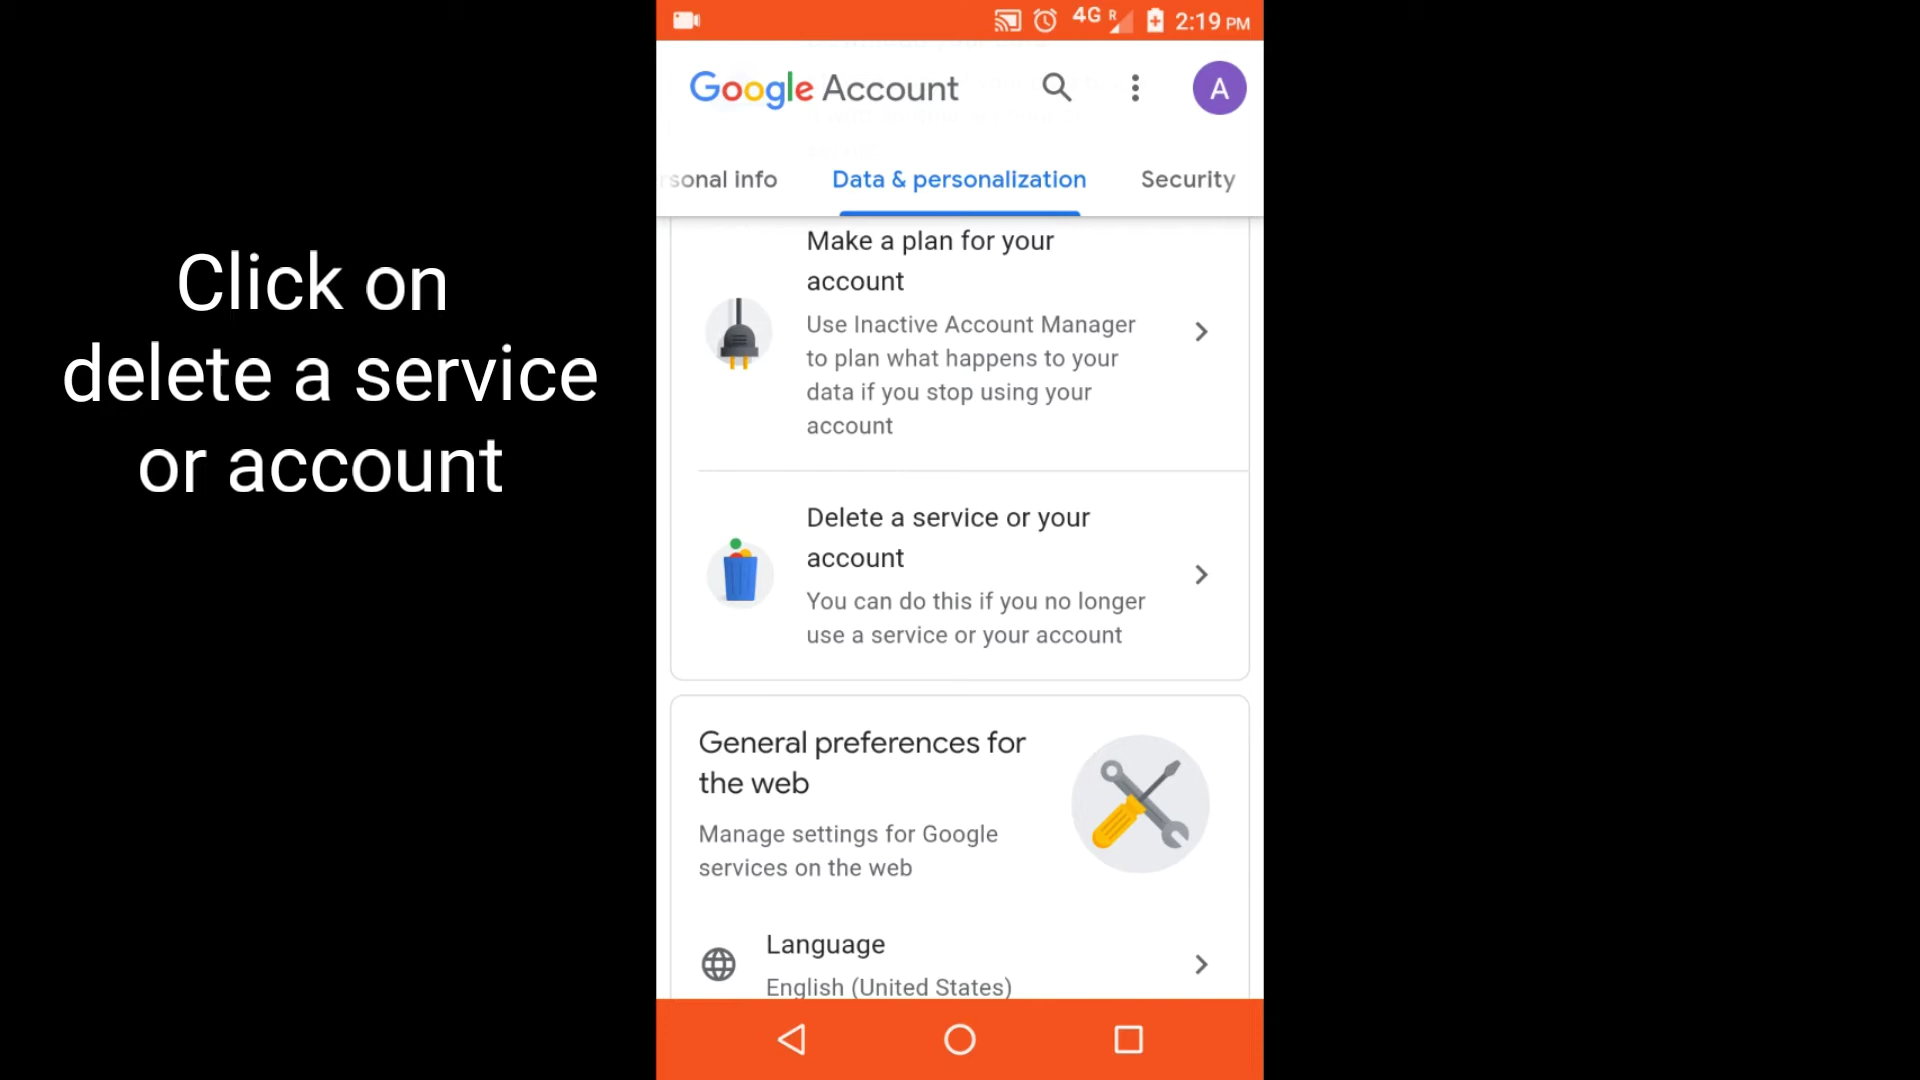 Click on
delete a service
or account
4G R 2:19 PM
Google Account
A
rsonal info Data & personalization Security
Make a plan for your
account
Use Inactive Account Manager
to plan what happens to your
data if you stop using your
account
Delete a service or your
account
You can do this if you no longer
use a service or your account
General preferences for
the web
Manage settings for Google
services on the web
Language
English (United States)